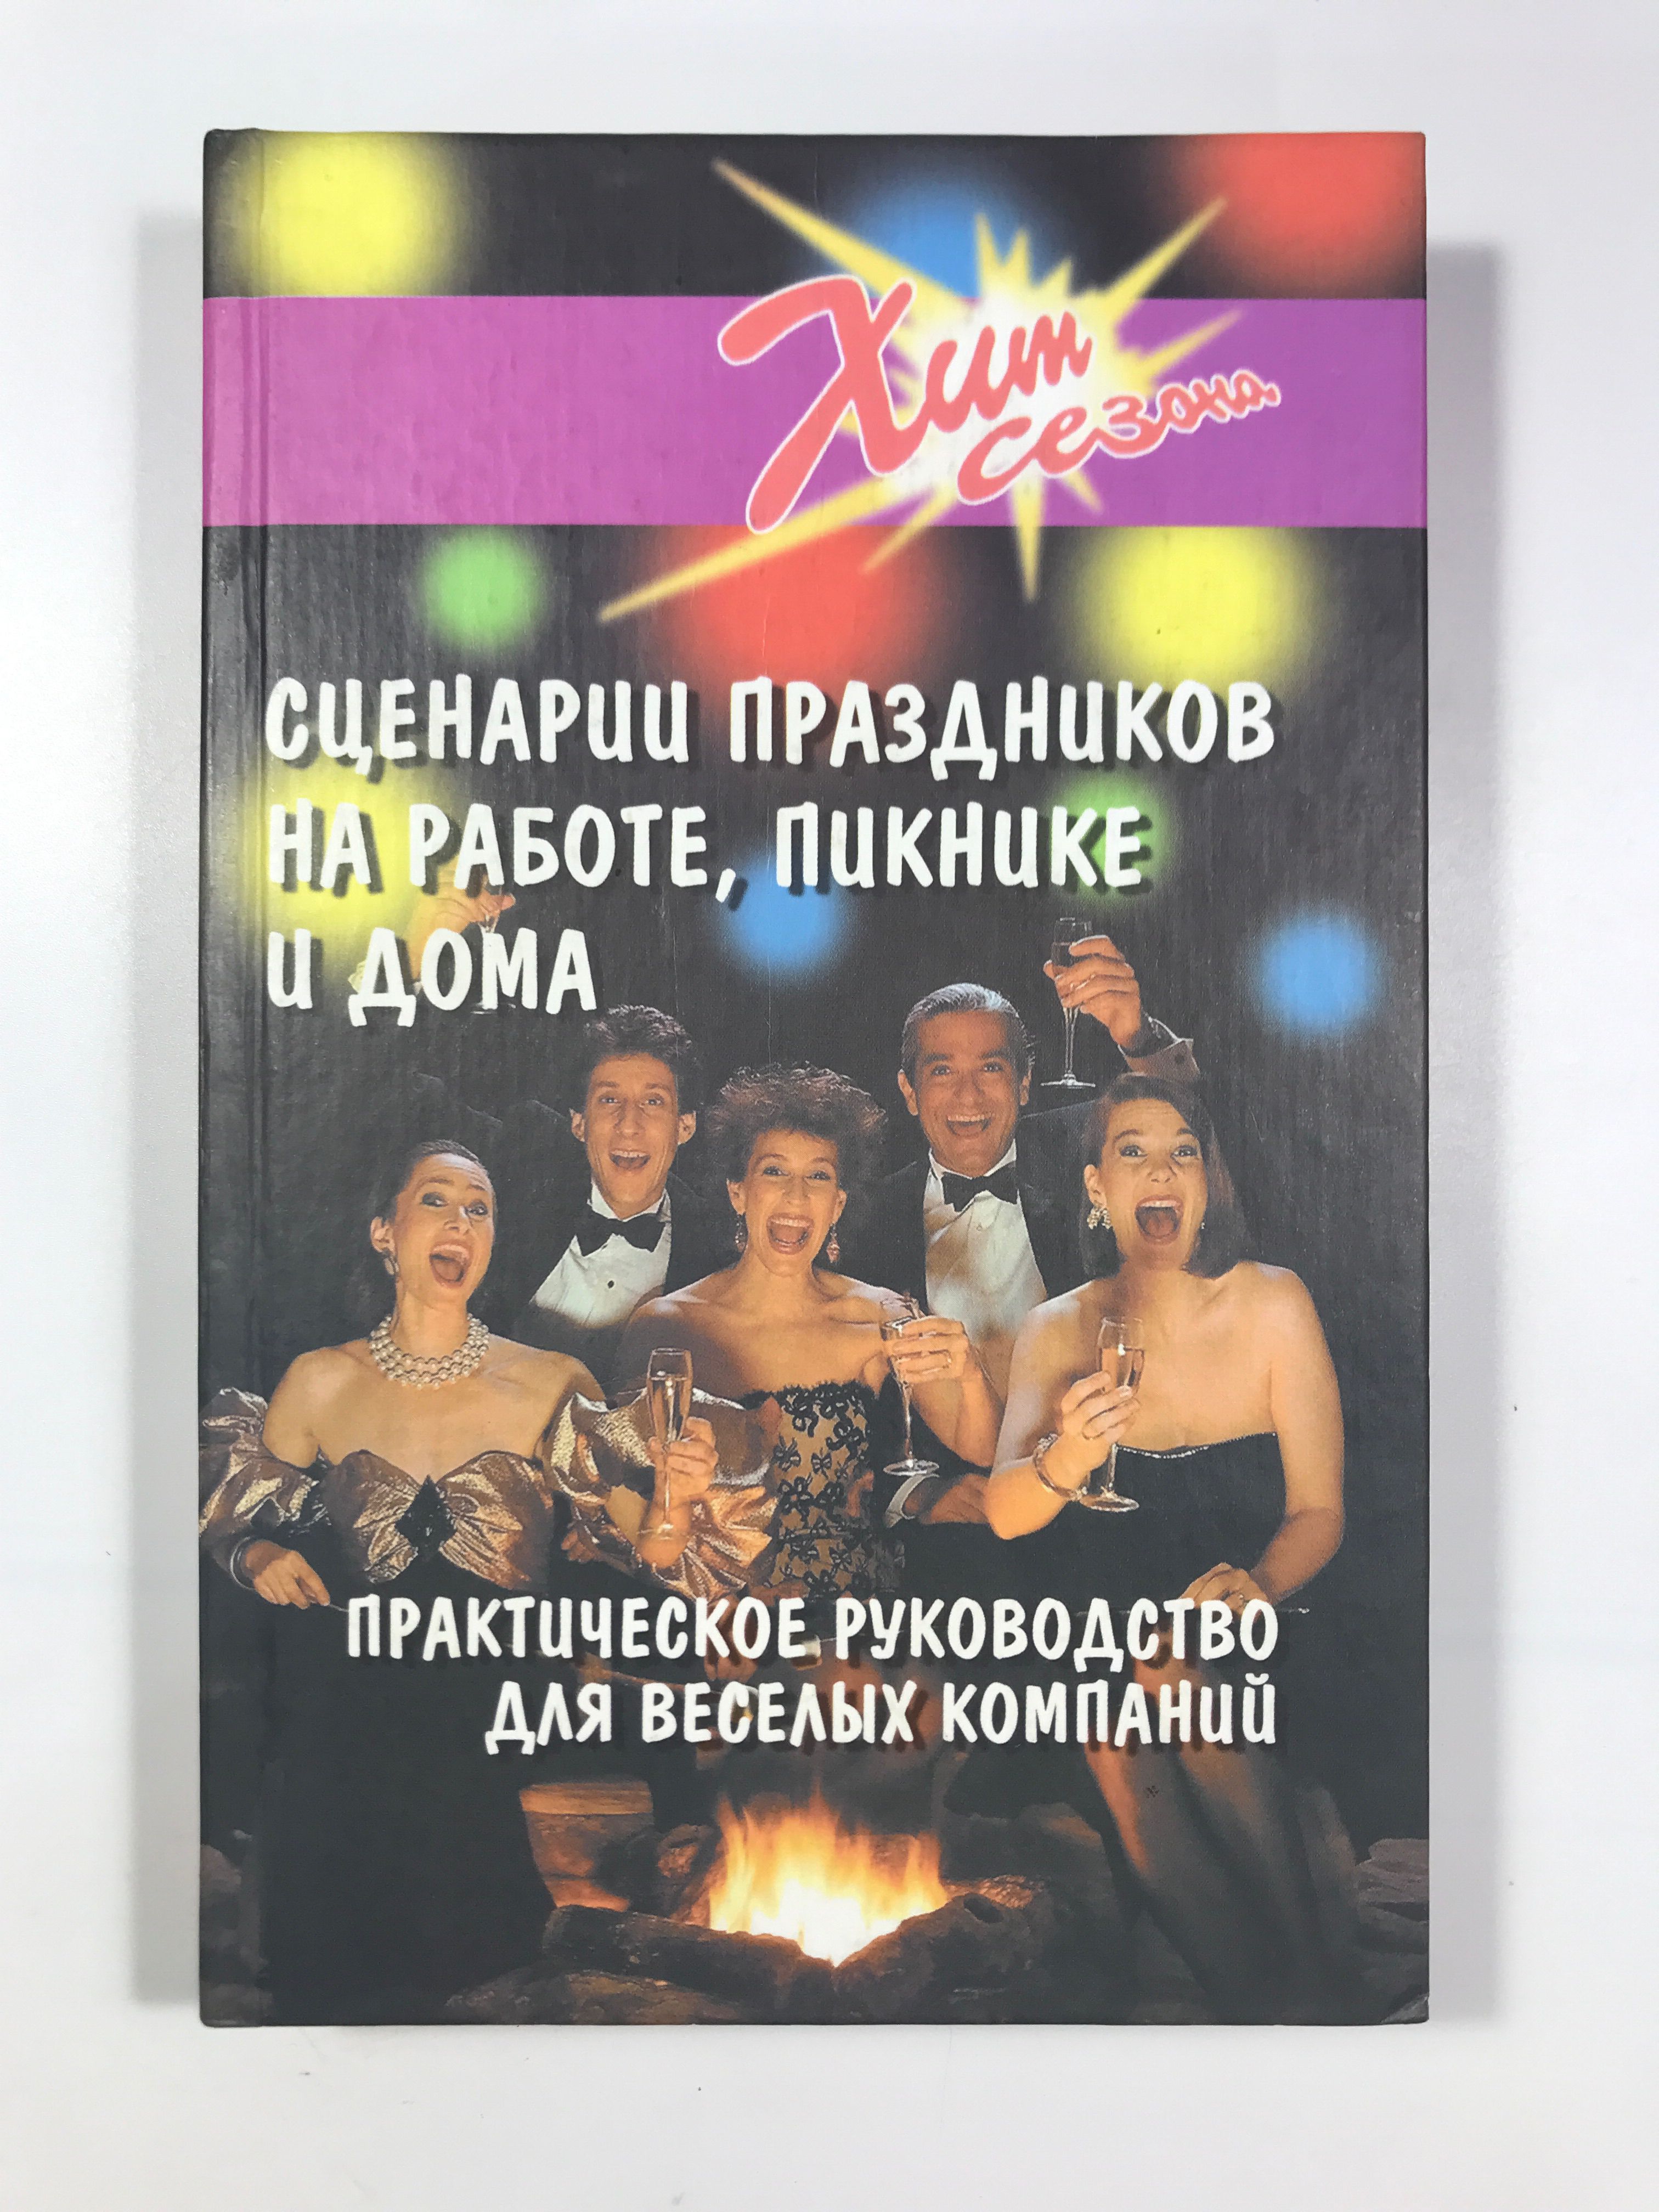 Хит
сезона
СЦЕНАРИИ ПРАЗДНИКОВ
НА РАБОТЕ, ПИКНИКЕ
И ДОМА
ПРАКТИЧЕСКОЕ РУКОВОДСТВО
ДЛЯ ВЕСЕЛЫХ КОМПАНИЙ